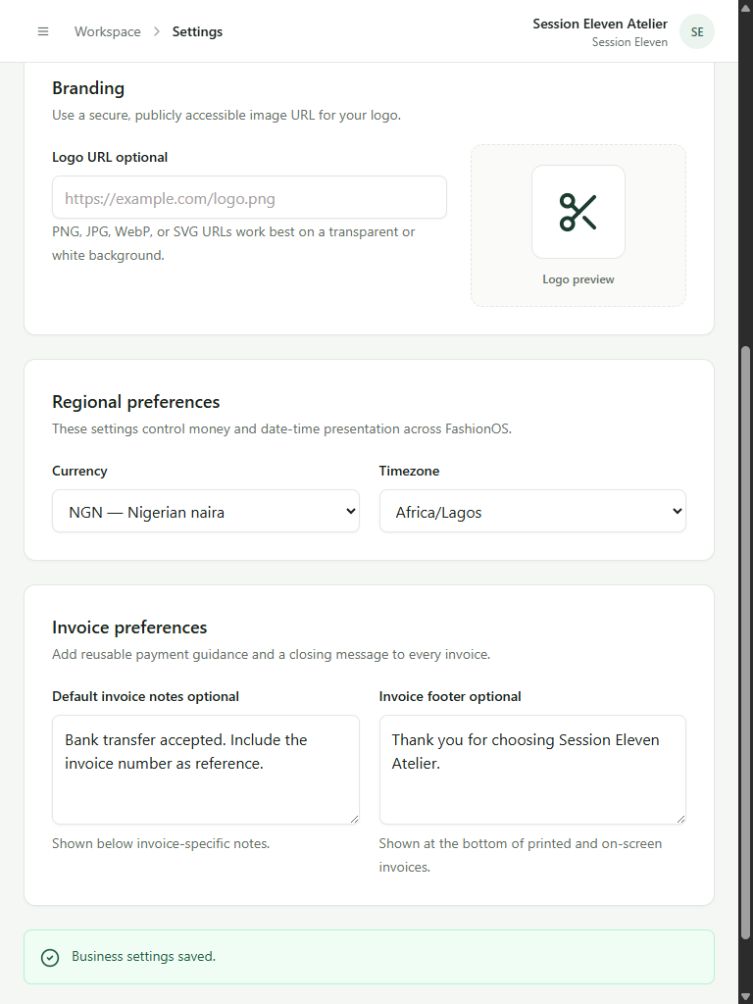 Workspace > Settings
Session Eleven Atelier
Session Eleven
SE
Branding
Use a secure, publicly accessible image URL for your logo.
Logo URL optional
https://example.com/logo.png
PNG, JPG, WebP, or SVG URLs work best on a transparent or
white background.
Logo preview
Regional preferences
These settings control money and date-time presentation across FashionOS.
Currency
NGN — Nigerian naira
Timezone
Africa/Lagos
Invoice preferences
Add reusable payment guidance and a closing message to every invoice.
Default invoice notes optional
Bank transfer accepted. Include the
invoice number as reference.
Shown below invoice-specific notes.
Invoice footer optional
Thank you for choosing Session Eleven
Atelier.
Shown at the bottom of printed and on-screen
invoices.
Business settings saved.